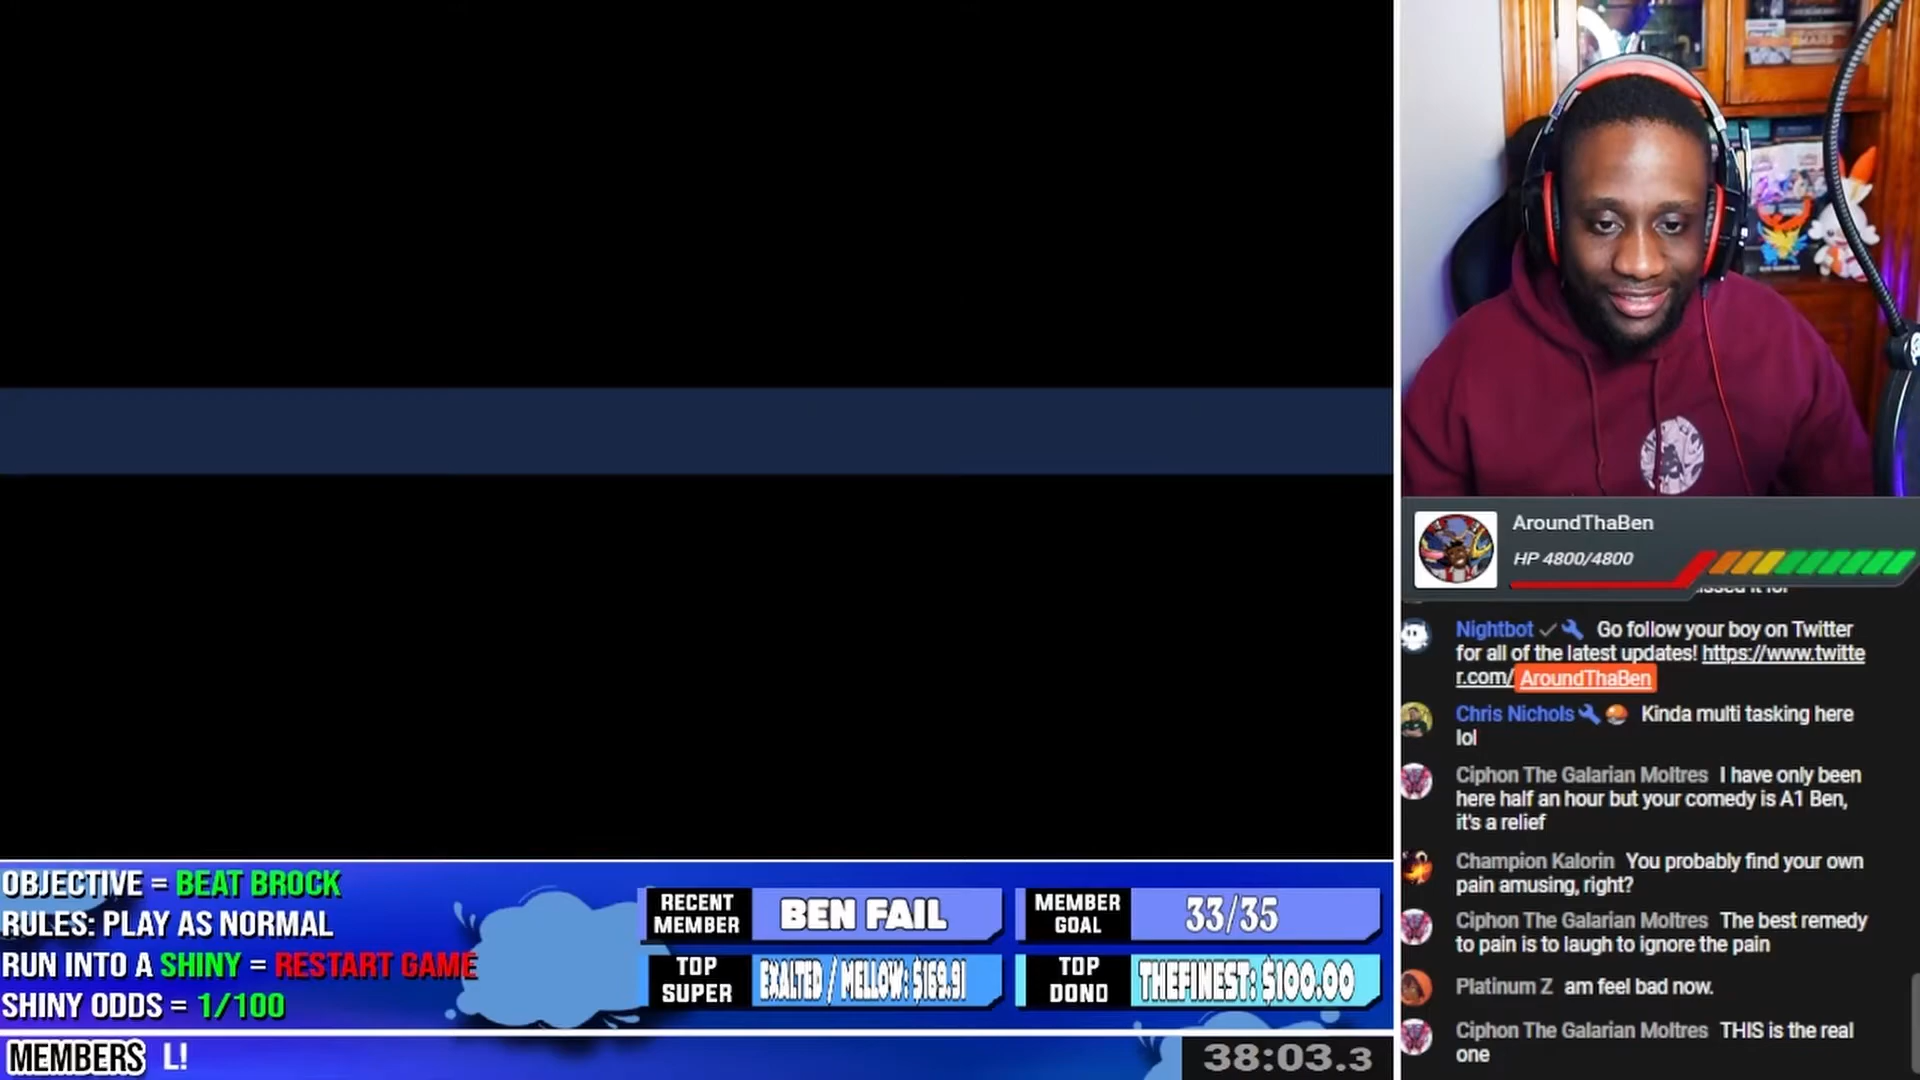 AroundThaBen
HP 4800/4800
Nightbot Go follow your boy on Twitter
for all of the latest updates! https://www.twitte
r.com/AroundThaBen
Chris Nichols Kinda multi tasking here
lol
Ciphon The Galarian Moltres I have only been
here half an hour but your comedy is A1 Ben,
it's a relief
Champion Kalorin You probably find your own
pain amusing, right?
Ciphon The Galarian Moltres The best remedy
to pain is to laugh to ignore the pain
Platinum Z am feel bad now.
Ciphon The Galarian Moltres THIS is the real
one
OBJECTIVE = BEAT BROCK
RULES: PLAY AS NORMAL
RUN INTO A SHINY = RESTART GAME
SHINY ODDS = 1/100
RECENT
MEMBER
BEN FAIL
MEMBER
GOAL
33/35
TOP
SUPER
EXALTED / MELLOW: $169.91
TOP
DONO
THEFINEST: $100.00
MEMBERS L!
38:03.3